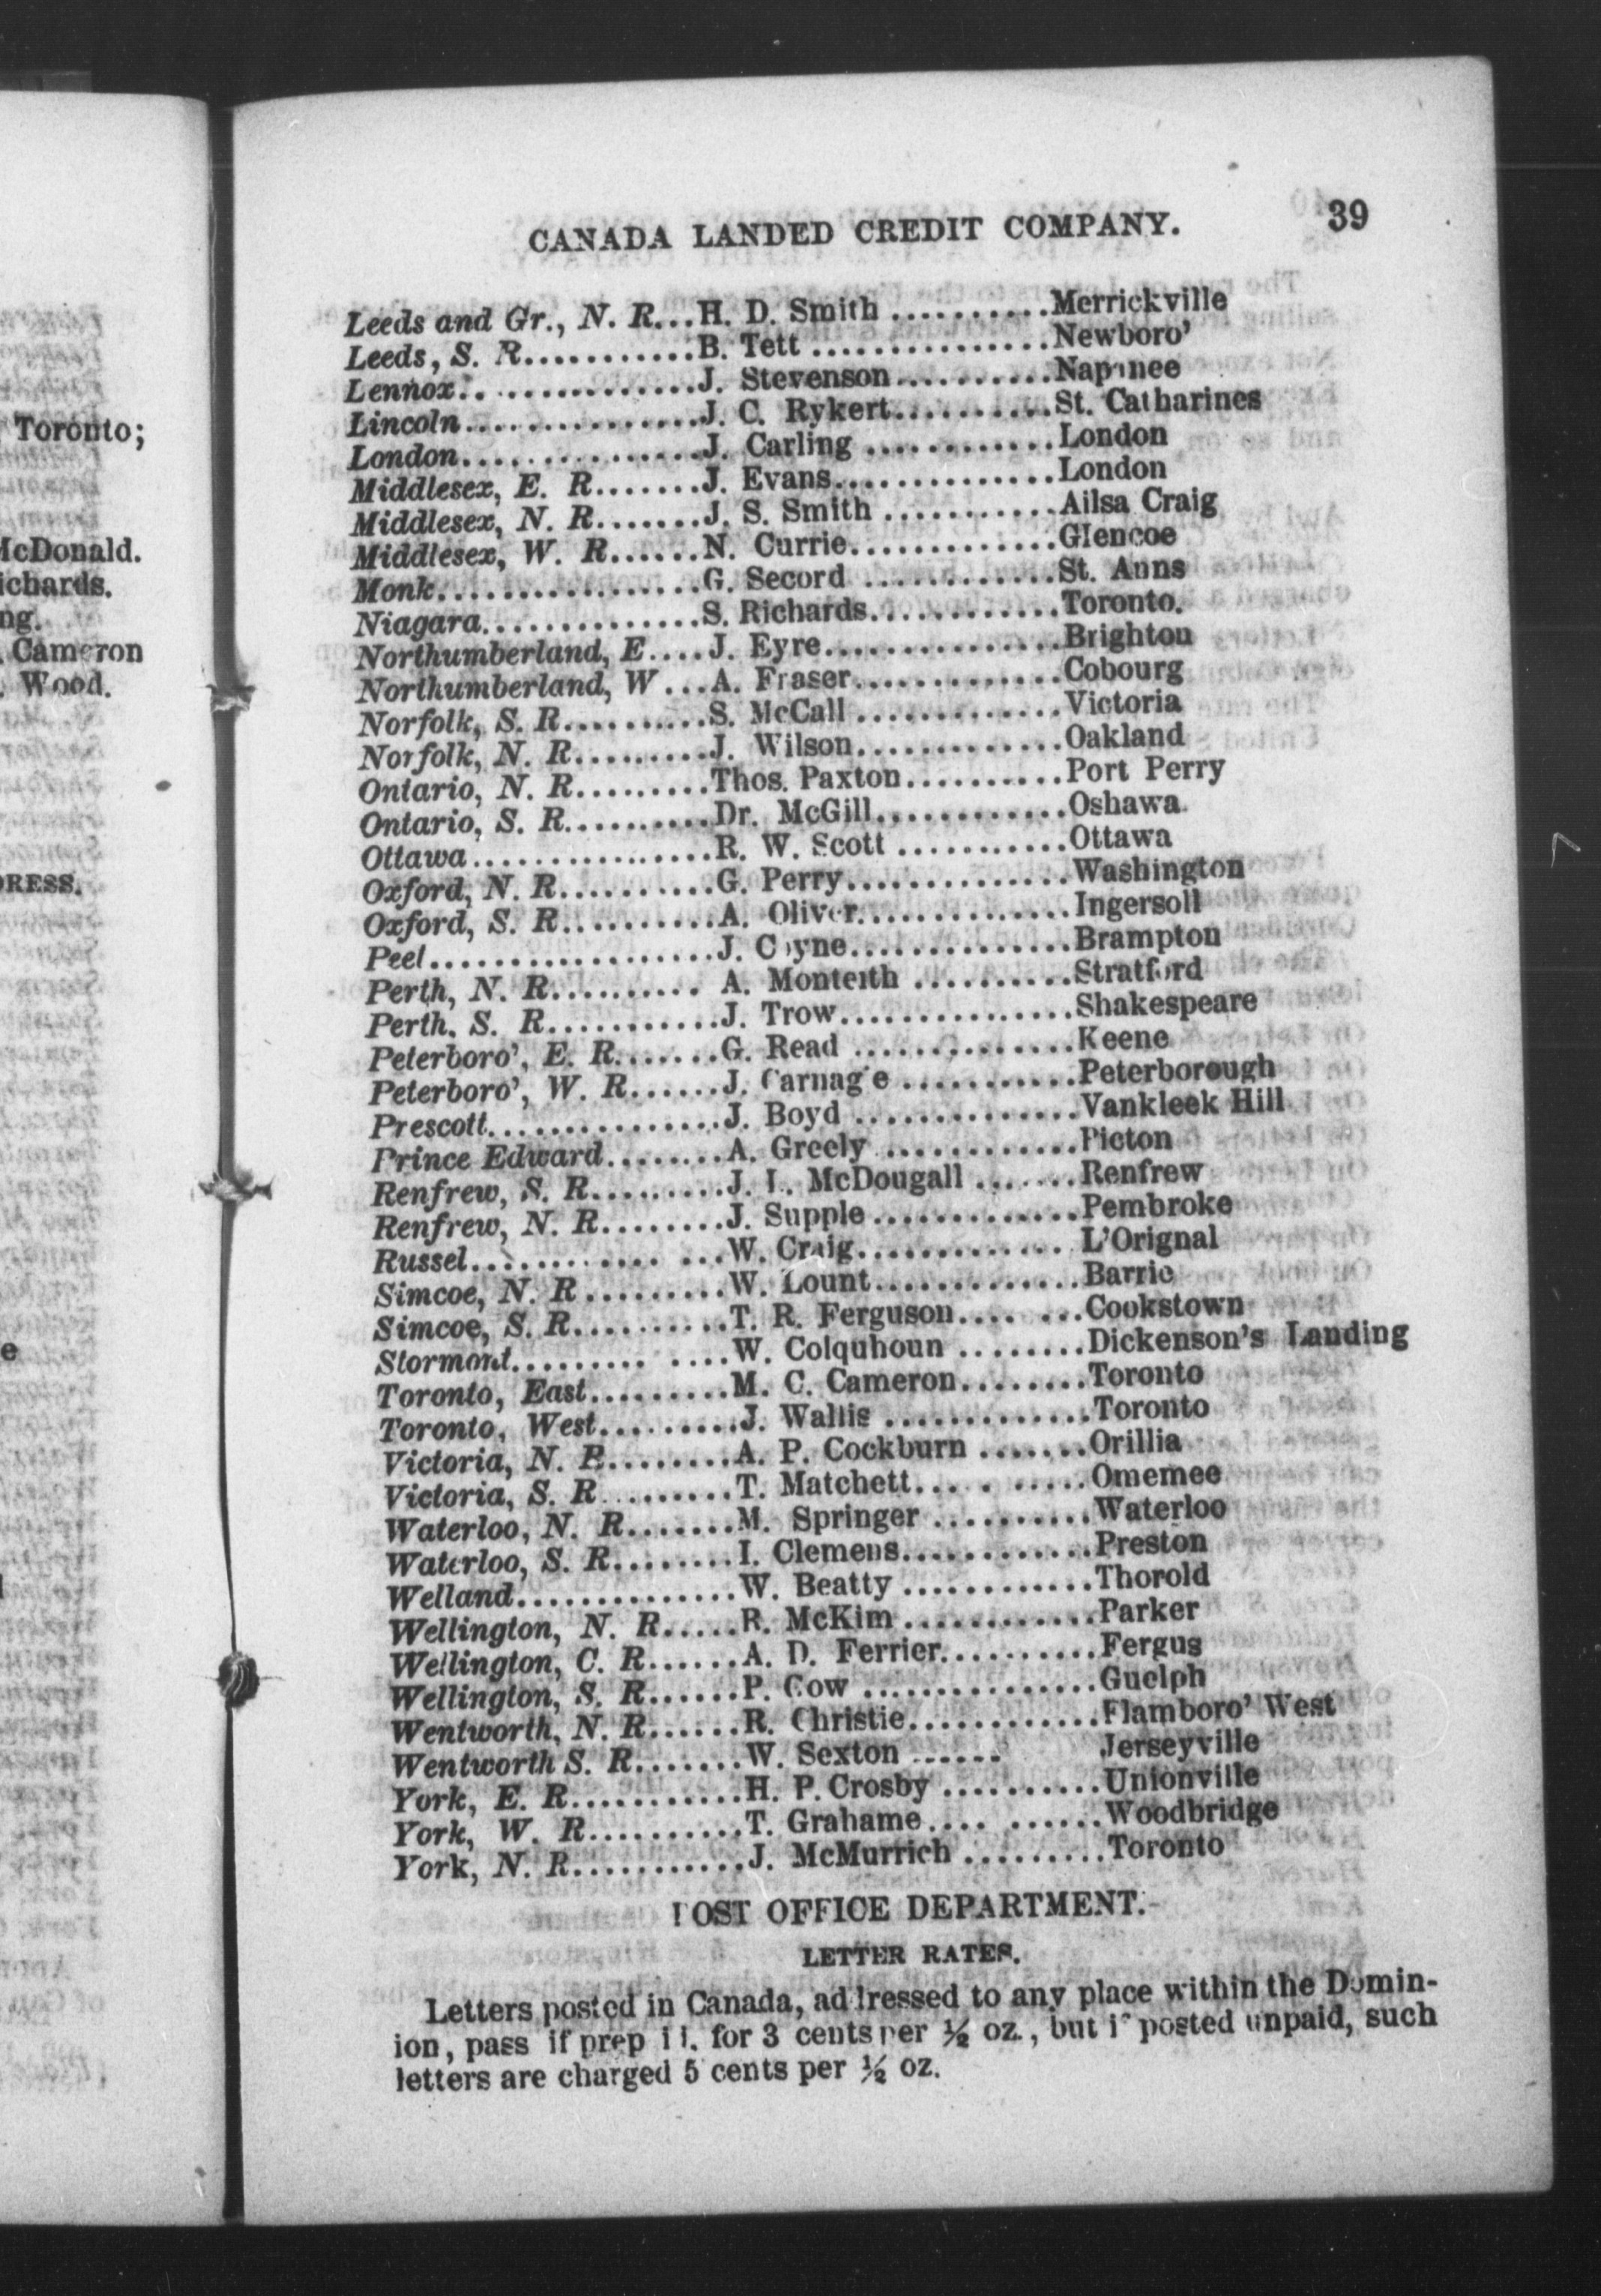 Toronto;
McDonald.
ichards.
ng.
. Cameron
. Wood.
RESS.
e
CANADA LANDED CREDIT COMPANY. 39
Leeds and Gr., N. R...H. D. Smith ..........Merrickville
Leeds, S. R...........B. Tett ...............Newboro'
Lennox................J. Stevenson..........Napanee
Lincoln...............J. C. Rykert..........St. Catharines
London................J. Carling ............London
Middlesex, E. R.......J. Evans..............London
Middlesex, N. R.......J. S. Smith ...........Ailsa Craig
Middlesex, W. R......N. Currie.............Glencoe
Monk.................G. Secord ............St. Anns
Niagara..............S. Richards............Toronto.
Northumberland, E....J. Eyre...............Brighton
Northumberland, W...A. Fraser.............Cobourg
Norfolk, S. R..........S. McCall .............Victoria
Norfolk, N. R.........J. Wilson.............Oakland
Ontario, N. R.........Thos. Paxton..........Port Perry
Ontario, S. R..........Dr. McGill............Oshawa.
Ottawa................R. W. Scott ...........Ottawa
Oxford, N. R..........G. Perry..............Washington
Oxford, S. R..........A. Oliver..............Ingersoll
Peel..................J. Coyne..............Brampton
Perth, N. R.......... A. Monteith ..........Stratford
Perth. S. R...........J. Trow...............Shakespeare
Peterboro', E. R.......G. Read ..............Keene
Peterboro', W. R......J. Carnagie ...........Peterborough
Prescott...............J. Boyd ..............Vankleek Hill
Prince Edward........A. Greely .............Picton
Renfrew, S. R.........J. L. McDougall .......Renfrew
Renfrew, N. R........J. Supple.............Pembroke
Russel............ ...W. Craig............. L'Orignal
Simcoe, N. R .........W. Lount.............Barrie
Simcoe, S. R..........T. R. Ferguson.... ...Cookstown
Stormont......... ....W. Colquhoun ........Dickenson's Landing
Toronto, East.........M. C. Cameron........Toronto
Toronto, West.........J. Wallis .............Toronto
Victoria, N. R........A. P. Cockburn .......Orillia
Victoria, S. R.........T. Matchett.... . .....Omemee
Waterloo, N. R.......M. Springer ..........Waterloo
Waterloo, S. R........I. Clemens............Preston
Welland..............W. Beatty ............Thorold
Wellington, N. R.....R. McKim ............Parker
Wellington, C. R......A. D. Ferrier..........Fergus
Wellington, S. R......P. Gow ...............Guelph
Wentworth, N. R......R. Christie............Flamboro' West
Wentworth S. R.......W. Sexton ...... Jerseyville
York, E. R...........H. P. Crosby ..........Unionville
York, W. R..........T. Grahame.... ......Woodbridge
York, N. R...........J. McMurrich .........Toronto
POST OFFICE DEPARTMENT.
LETTER RATES.
Letters posted in Canada, addressed to any place within the Domin-
ion, pass if prepaid, for 3 cents per ½ oz., but if posted unpaid, such
letters are charged 5 cents per ½ oz.